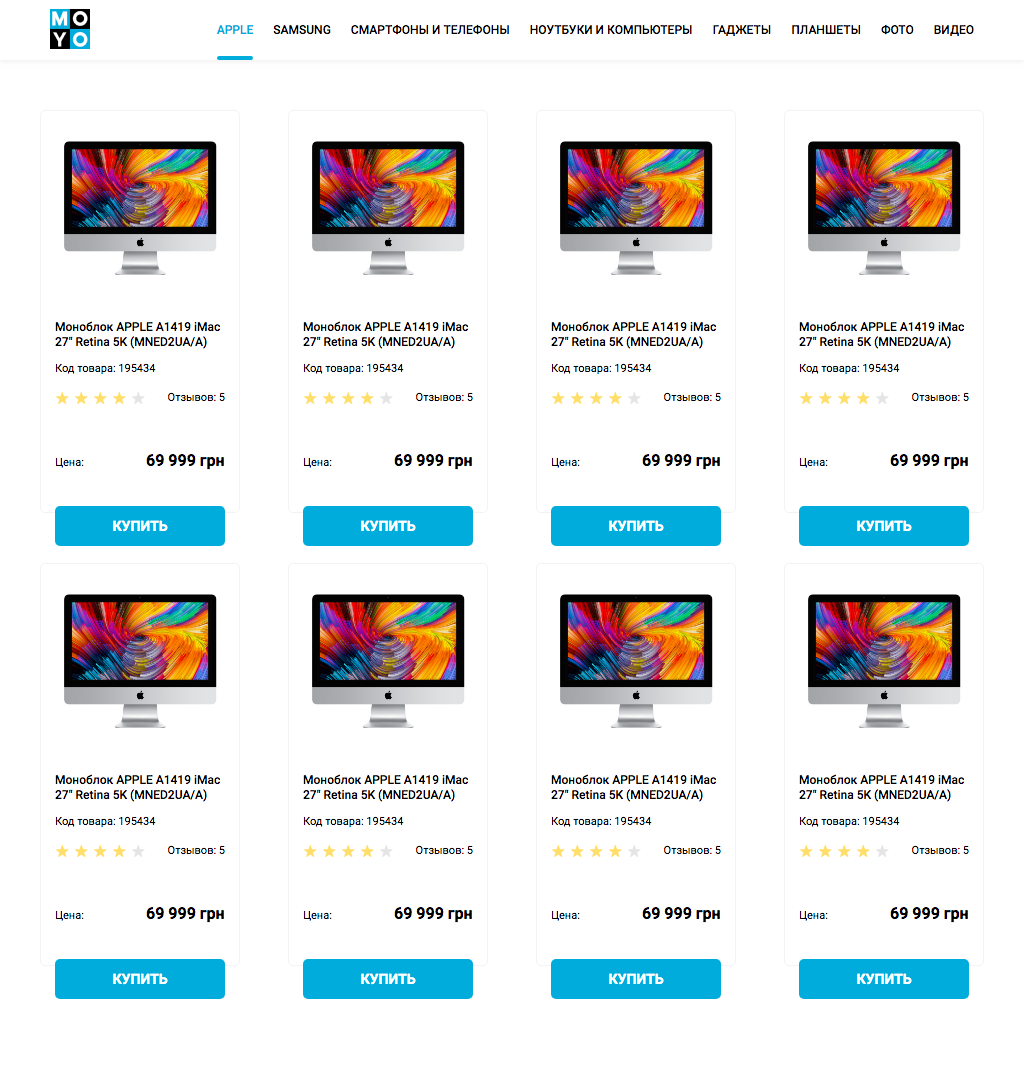 MO
YO
APPLE SAMSUNG СМАРТФОНЫ И ТЕЛЕФОНЫ НОУТБУКИ И КОМПЬЮТЕРЫ ГАДЖЕТЫ ПЛАНШЕТЫ ФОТО ВИДЕО
Моноблок APPLE A1419 iMac
27" Retina 5K (MNED2UA/A)
Код товара: 195434
Отзывов: 5
Цена: 69 999 грн
КУПИТЬ
Моноблок APPLE A1419 iMac
27" Retina 5K (MNED2UA/A)
Код товара: 195434
Отзывов: 5
Цена: 69 999 грн
КУПИТЬ
Моноблок APPLE A1419 iMac
27" Retina 5K (MNED2UA/A)
Код товара: 195434
Отзывов: 5
Цена: 69 999 грн
КУПИТЬ
Моноблок APPLE A1419 iMac
27" Retina 5K (MNED2UA/A)
Код товара: 195434
Отзывов: 5
Цена: 69 999 грн
КУПИТЬ
Моноблок APPLE A1419 iMac
27" Retina 5K (MNED2UA/A)
Код товара: 195434
Отзывов: 5
Цена: 69 999 грн
КУПИТЬ
Моноблок APPLE A1419 iMac
27" Retina 5K (MNED2UA/A)
Код товара: 195434
Отзывов: 5
Цена: 69 999 грн
КУПИТЬ
Моноблок APPLE A1419 iMac
27" Retina 5K (MNED2UA/A)
Код товара: 195434
Отзывов: 5
Цена: 69 999 грн
КУПИТЬ
Моноблок APPLE A1419 iMac
27" Retina 5K (MNED2UA/A)
Код товара: 195434
Отзывов: 5
Цена: 69 999 грн
КУПИТЬ